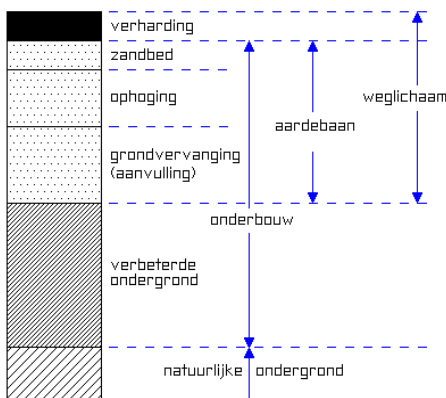 verharding
zandbed
ophoging
weglichaam
aardebaan
grondvervanging
(aanvulling)
onderbouw
verbeterde
ondergrond
natuurlijke ondergrond